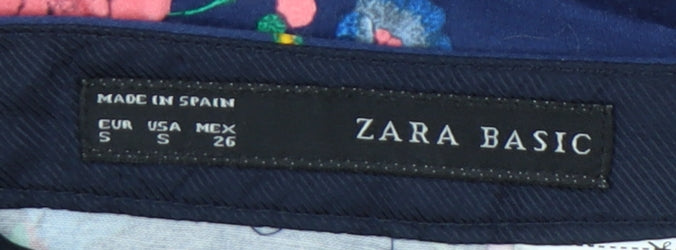 MADE IN SPAIN
EUR USA MEX
S S 26
ZARA BASIC